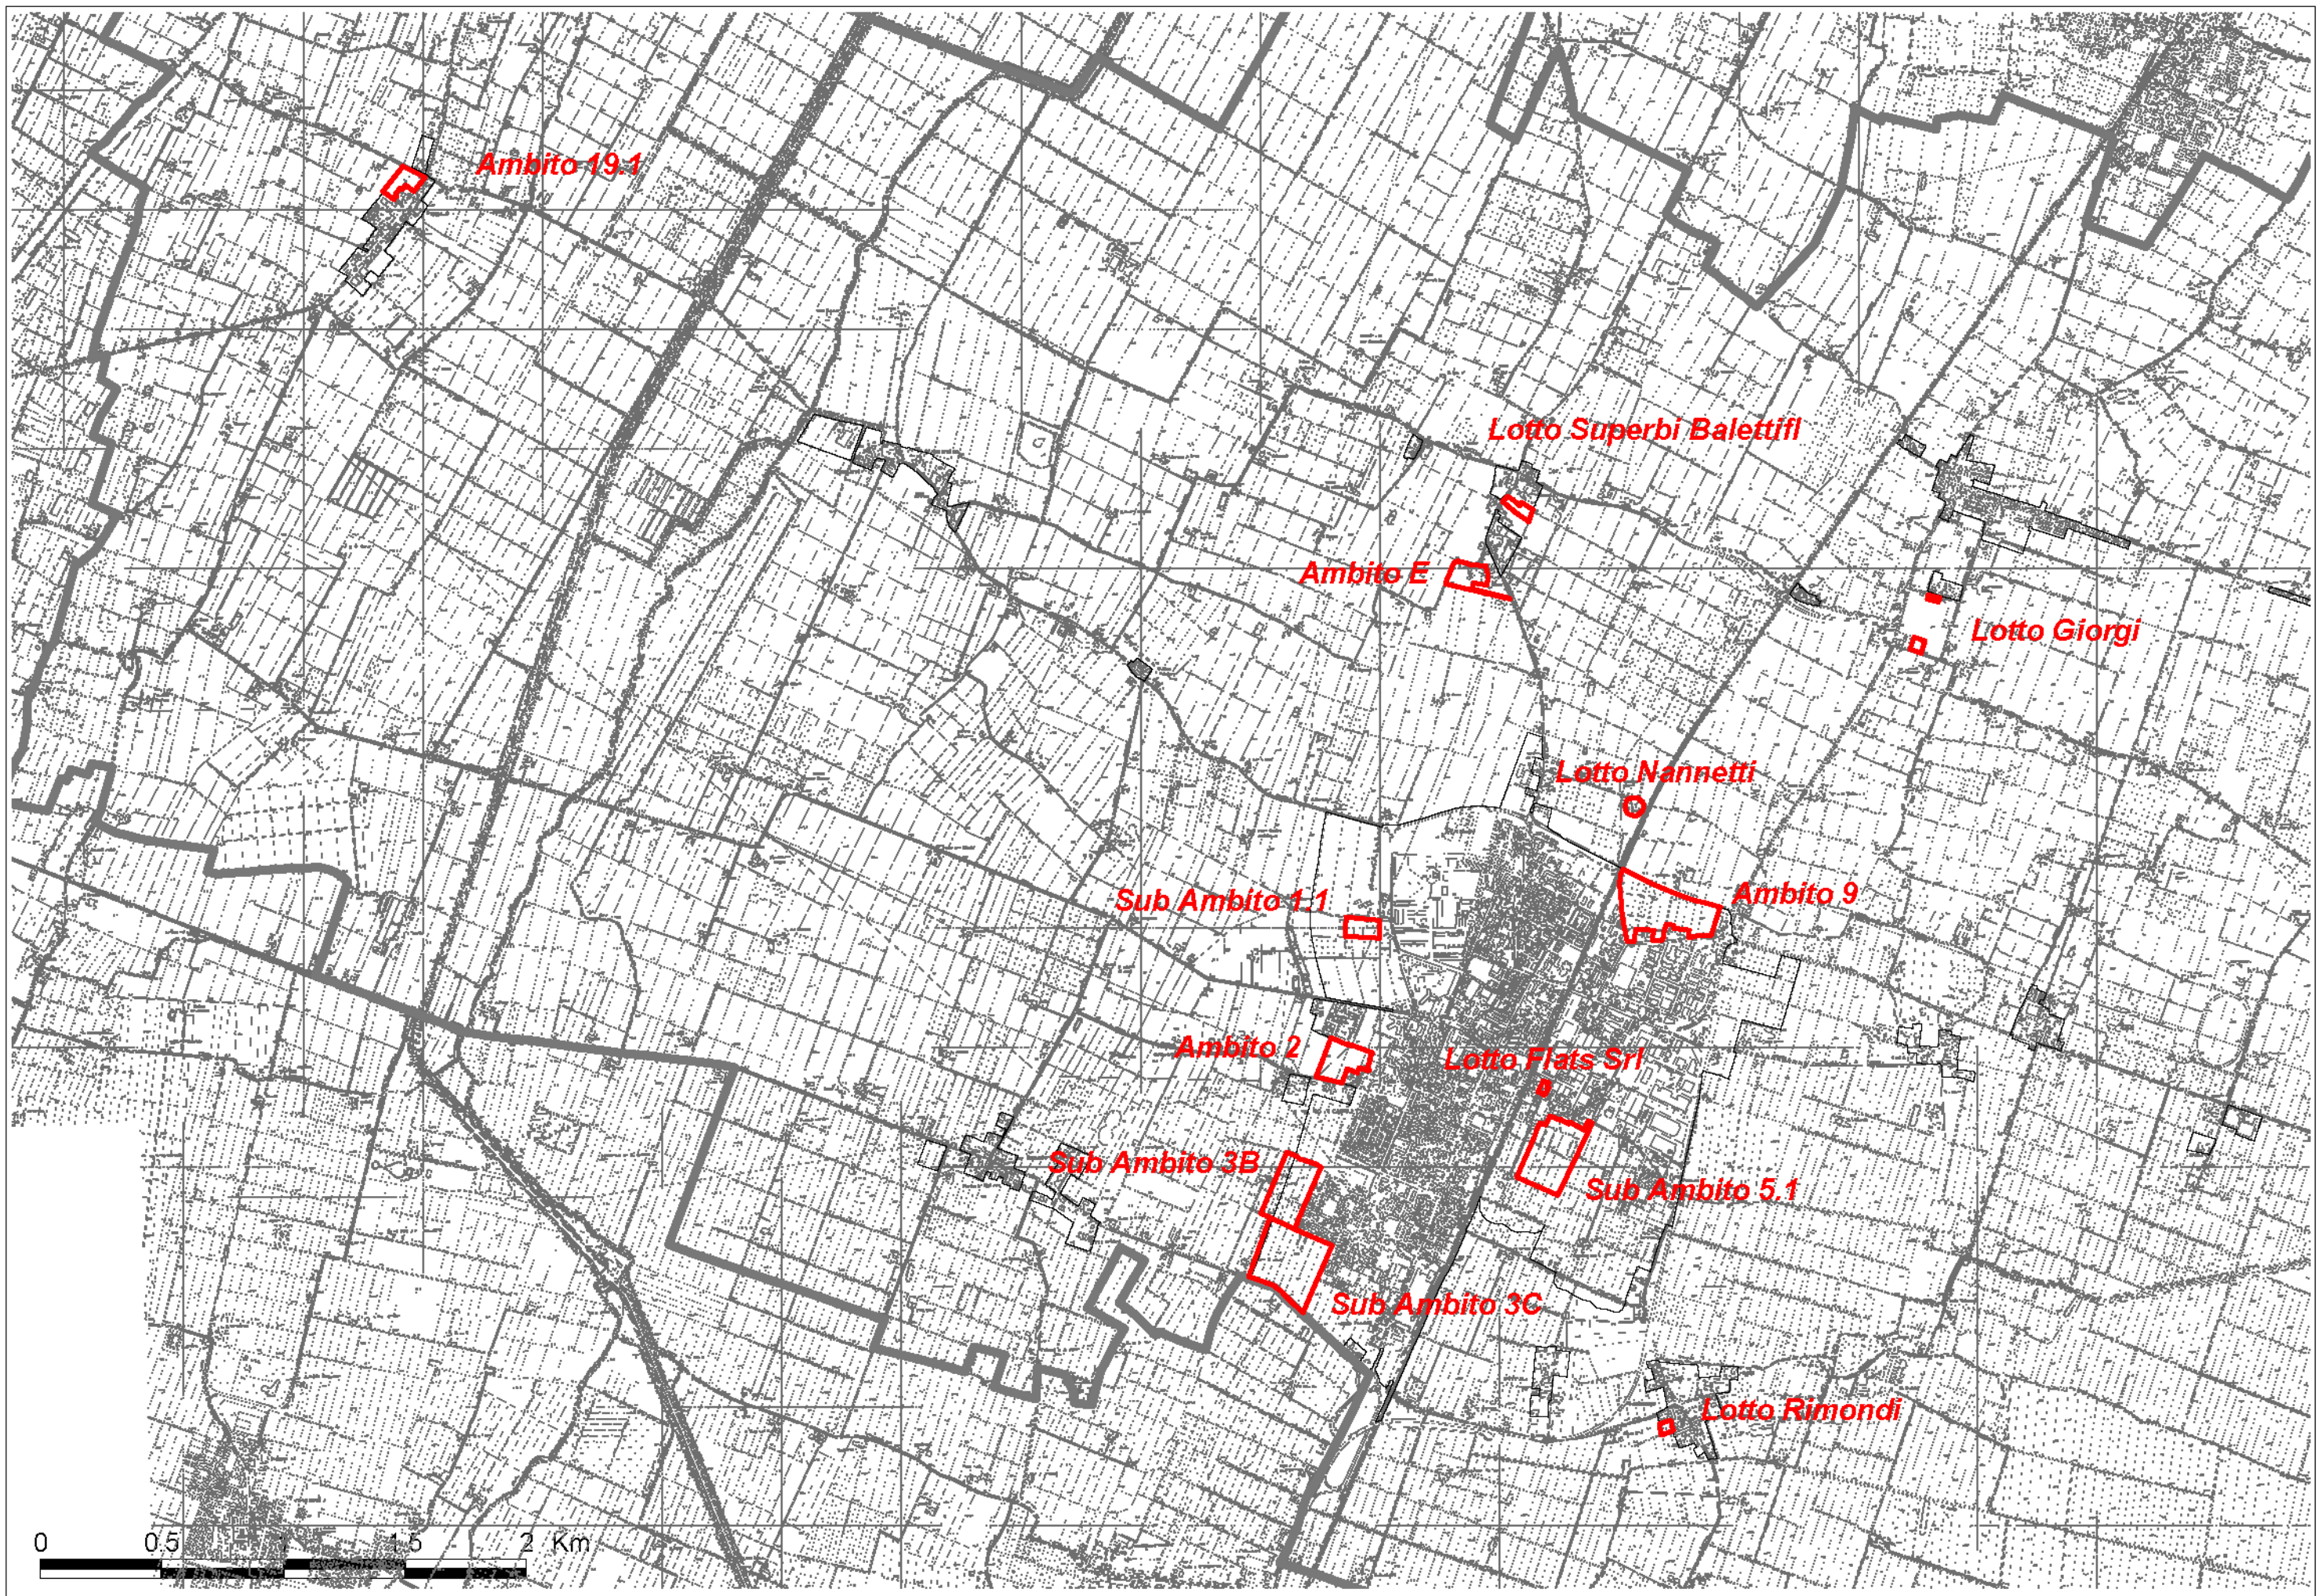 Ambito 19.1
Lotto Superbi Balettifl
Ambito E
Lotto Giorgi
Lotto Nannetti
Sub Ambito 1.1
Ambito 9
Ambito 2
Lotto Flats Srl
Sub Ambito 3B
Sub Ambito 5.1
Sub Ambito 3C
Lotto Rimondi
0 0.5 1 1.5 2 Km